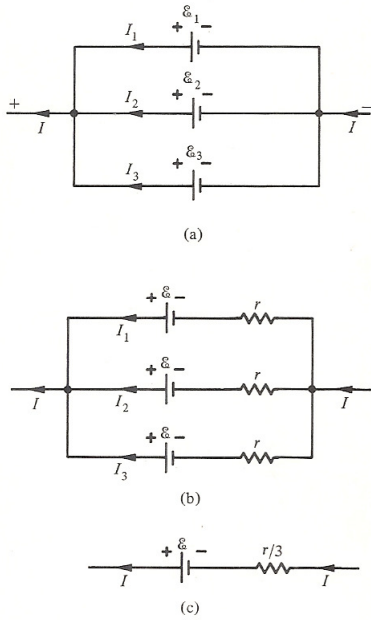 ℰ1
I1 + −
ℰ2
+ I2 + − −
I I
ℰ3
I3 + −
(a)
+ ℰ − r
I1
+ ℰ − r
I I2 I
+ ℰ − r
I3
(b)
+ ℰ − r/3
I I
(c)